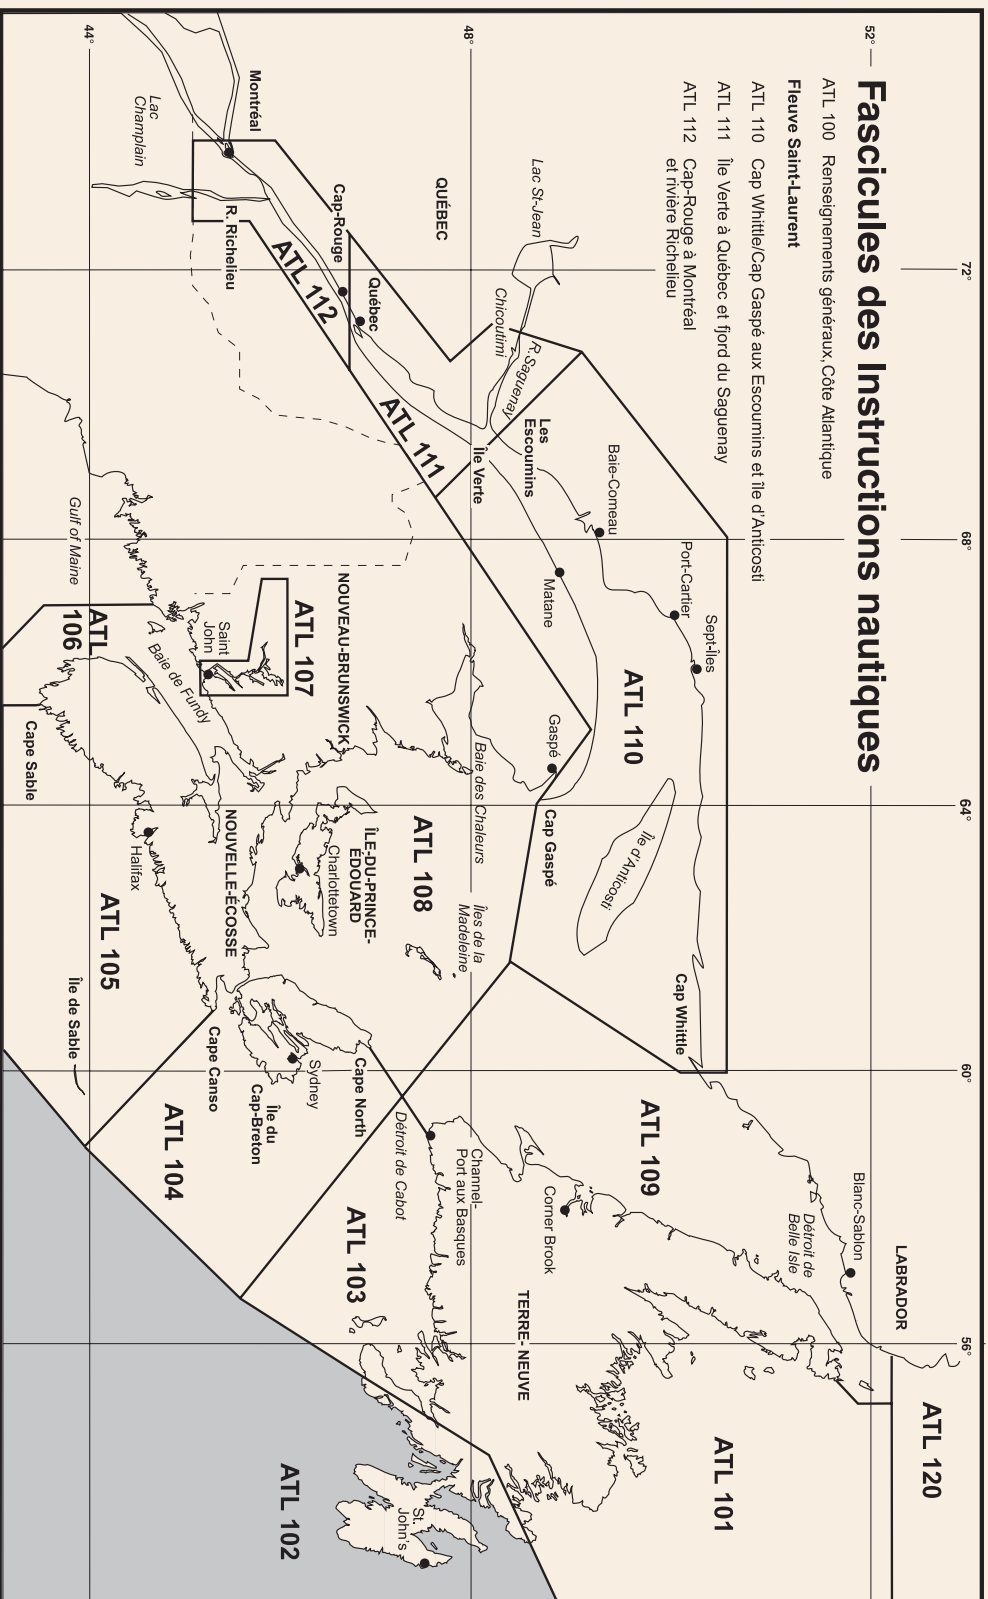 Fascicules des Instructions nautiques
ATL 100 Renseignements généraux, Côte Atlantique
Fleuve Saint-Laurent
ATL 110 Cap Whittle/Cap Gaspé aux Escoumins et île d'Anticosti
ATL 111 Île Verte à Québec et fjord du Saguenay
ATL 112 Cap-Rouge à Montréal
et rivière Richelieu
52°
48°
44°
72°
68°
64°
60°
56°
LABRADOR
ATL 120
Blanc-Sablon
Détroit de
Belle Isle
ATL 101
ATL 109
Cap Whittle
Sept-Îles
Port-Cartier
Baie-Comeau
ATL 110
Île d'Anticosti
Lac St-Jean
Chicoutimi
R. Saguenay
Les
Escoumins
Matane
Gaspé
Cap Gaspé
Corner Brook
TERRE- NEUVE
QUÉBEC
Île Verte
Baie des Chaleurs
Îles de la
Madeleine
Channel-
Port aux Basques
ATL 111
ATL 108
Détroit de Cabot
St.
John's
Québec
Cap-Rouge
ATL 112
NOUVEAU-BRUNSWICK
ÎLE-DU-PRINCE-
ÉDOUARD
Charlottetown
Cape North
ATL 103
ATL 107
Sydney
Île du
Cap-Breton
ATL 102
Montréal
R. Richelieu
Saint
John
NOUVELLE-ÉCOSSE
Cape Canso
ATL 104
Lac
Champlain
Baie de Fundy
Halifax
ATL 105
Gulf of Maine
ATL
106
Île de Sable
Cape Sable